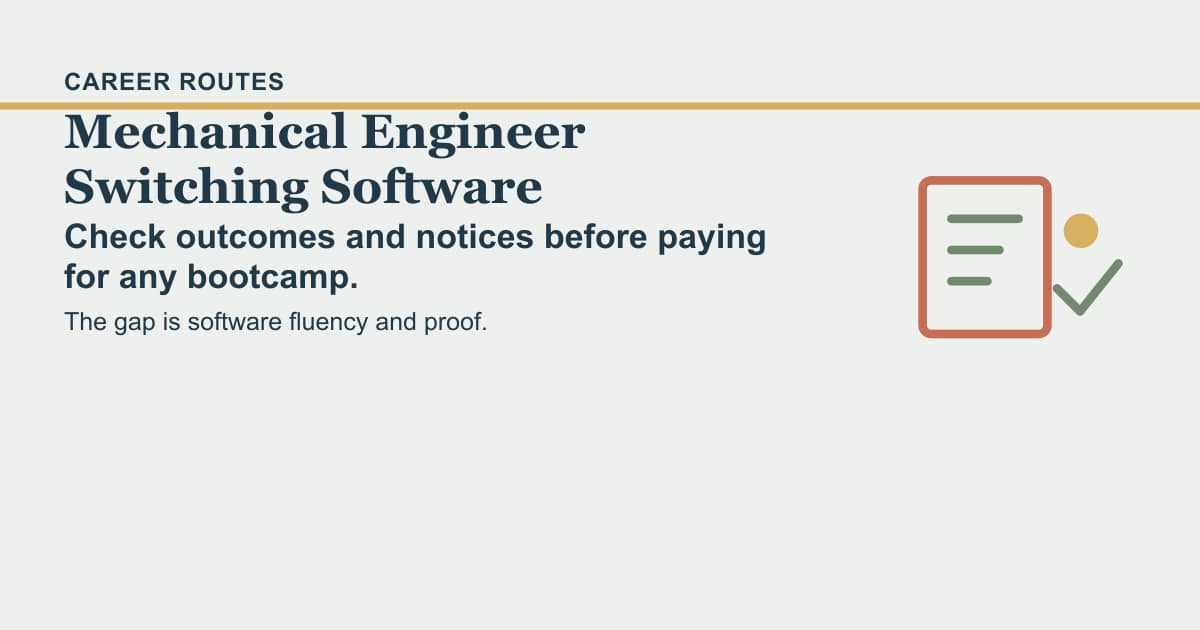 CAREER ROUTES
Mechanical Engineer
Switching Software
Check outcomes and notices before paying
for any bootcamp.
The gap is software fluency and proof.